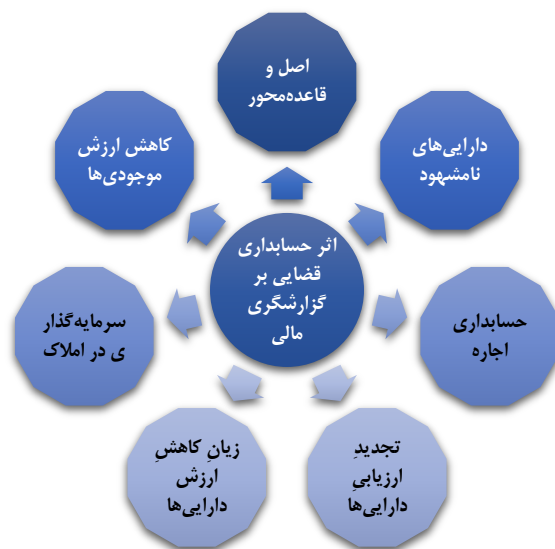 اصل و
قاعده‌محور
دارایی‌های
نامشهود
حسابداری
اجاره
تجدیدِ
ارزیابیِ
دارایی‌ها
زیانِ کاهشِ
ارزش
دارایی‌ها
سرمایه‌گذار
ی در املاک
کاهش ارزش
موجودی‌ها
اثر حسابداری
قضایی بر
گزارشگری
مالی